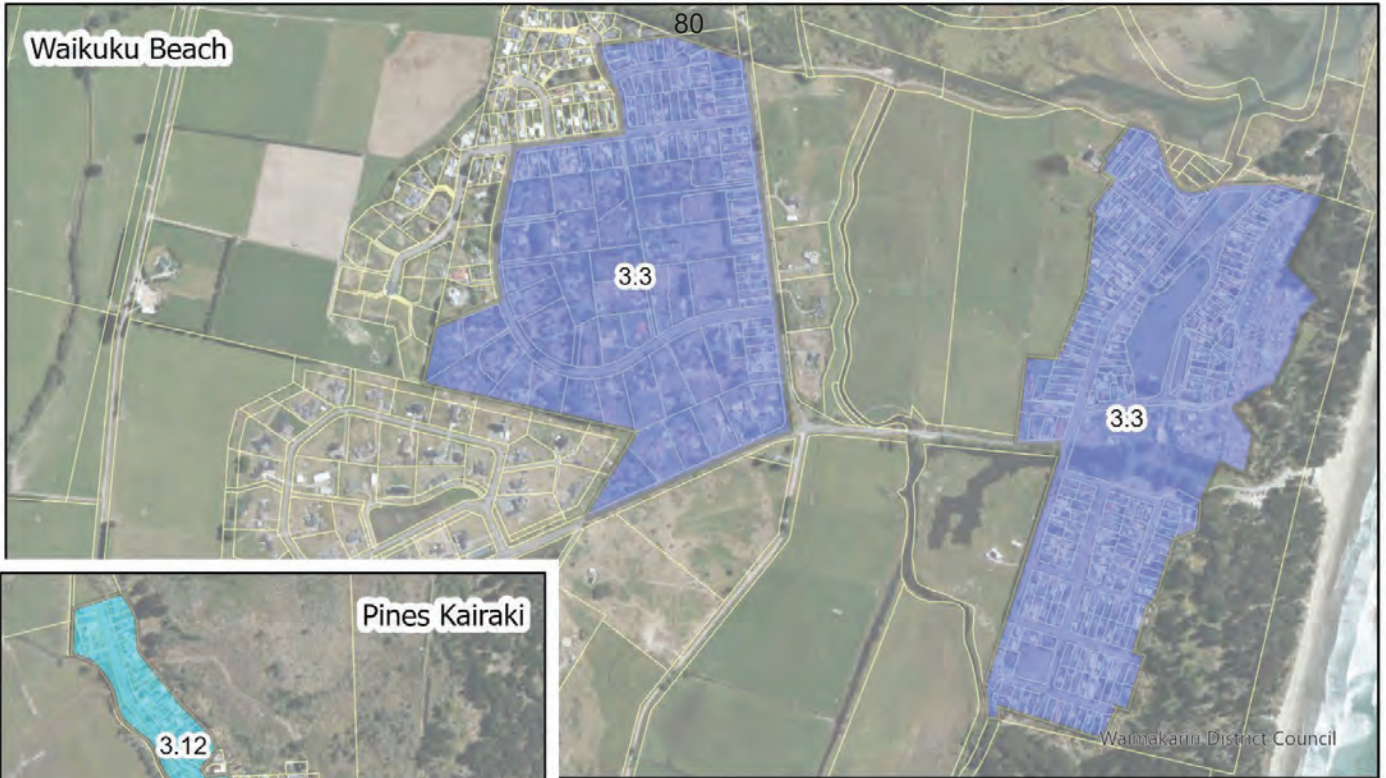 80
Waikuku Beach
3.3
3.3
Pines Kairaki
3.12
Waimakariri District Council